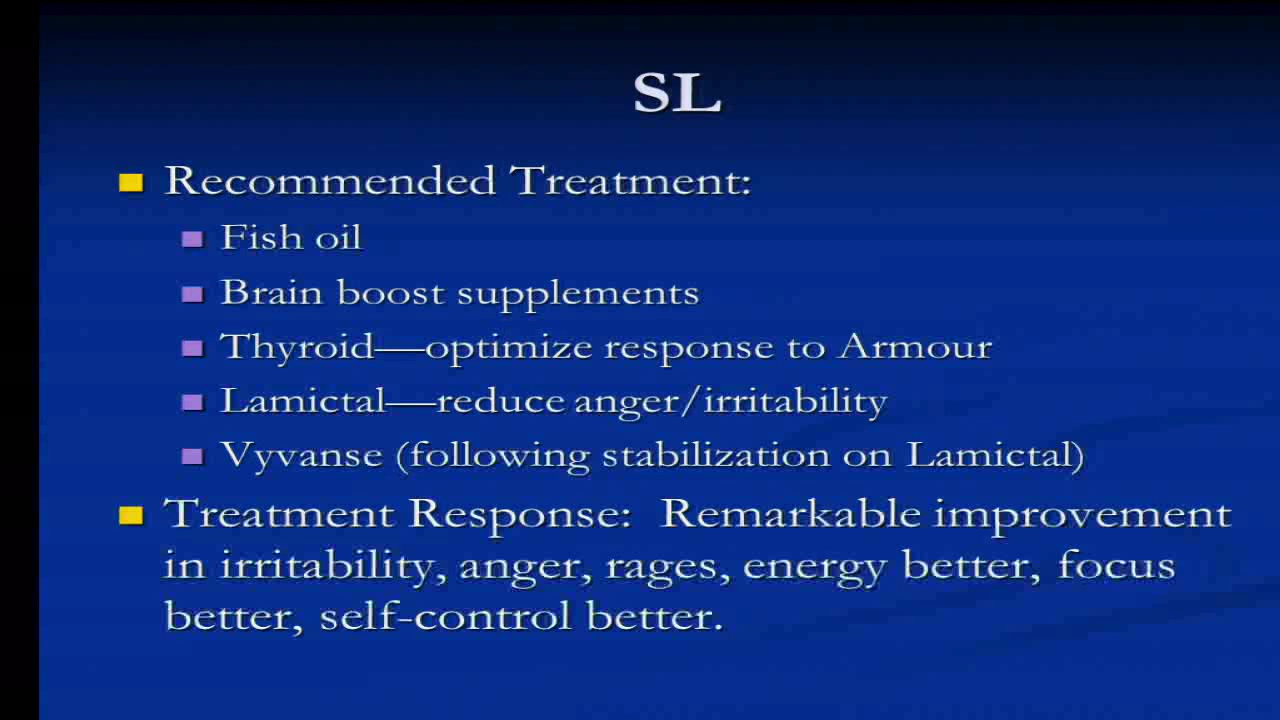 SL
Recommended Treatment:
Fish oil
Brain boost supplements
Thyroid—optimize response to Armour
Lamictal—reduce anger/irritability
Vyvanse (following stabilization on Lamictal)
Treatment Response: Remarkable improvement
in irritability, anger, rages, energy better, focus
better, self-control better.